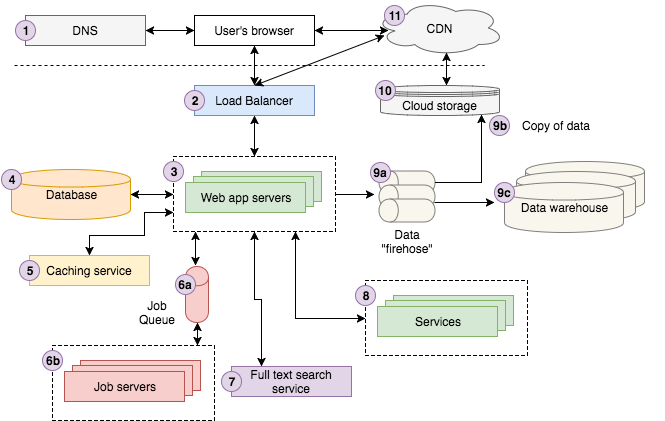 1
DNS
User's browser
11
CDN
2
Load Balancer
10
Cloud storage
9b
Copy of data
3
Web app servers
4
Database
9a
Data
"firehose"
9c
Data warehouse
5
Caching service
6a
Job
Queue
8
Services
6b
Job servers
7
Full text search
service